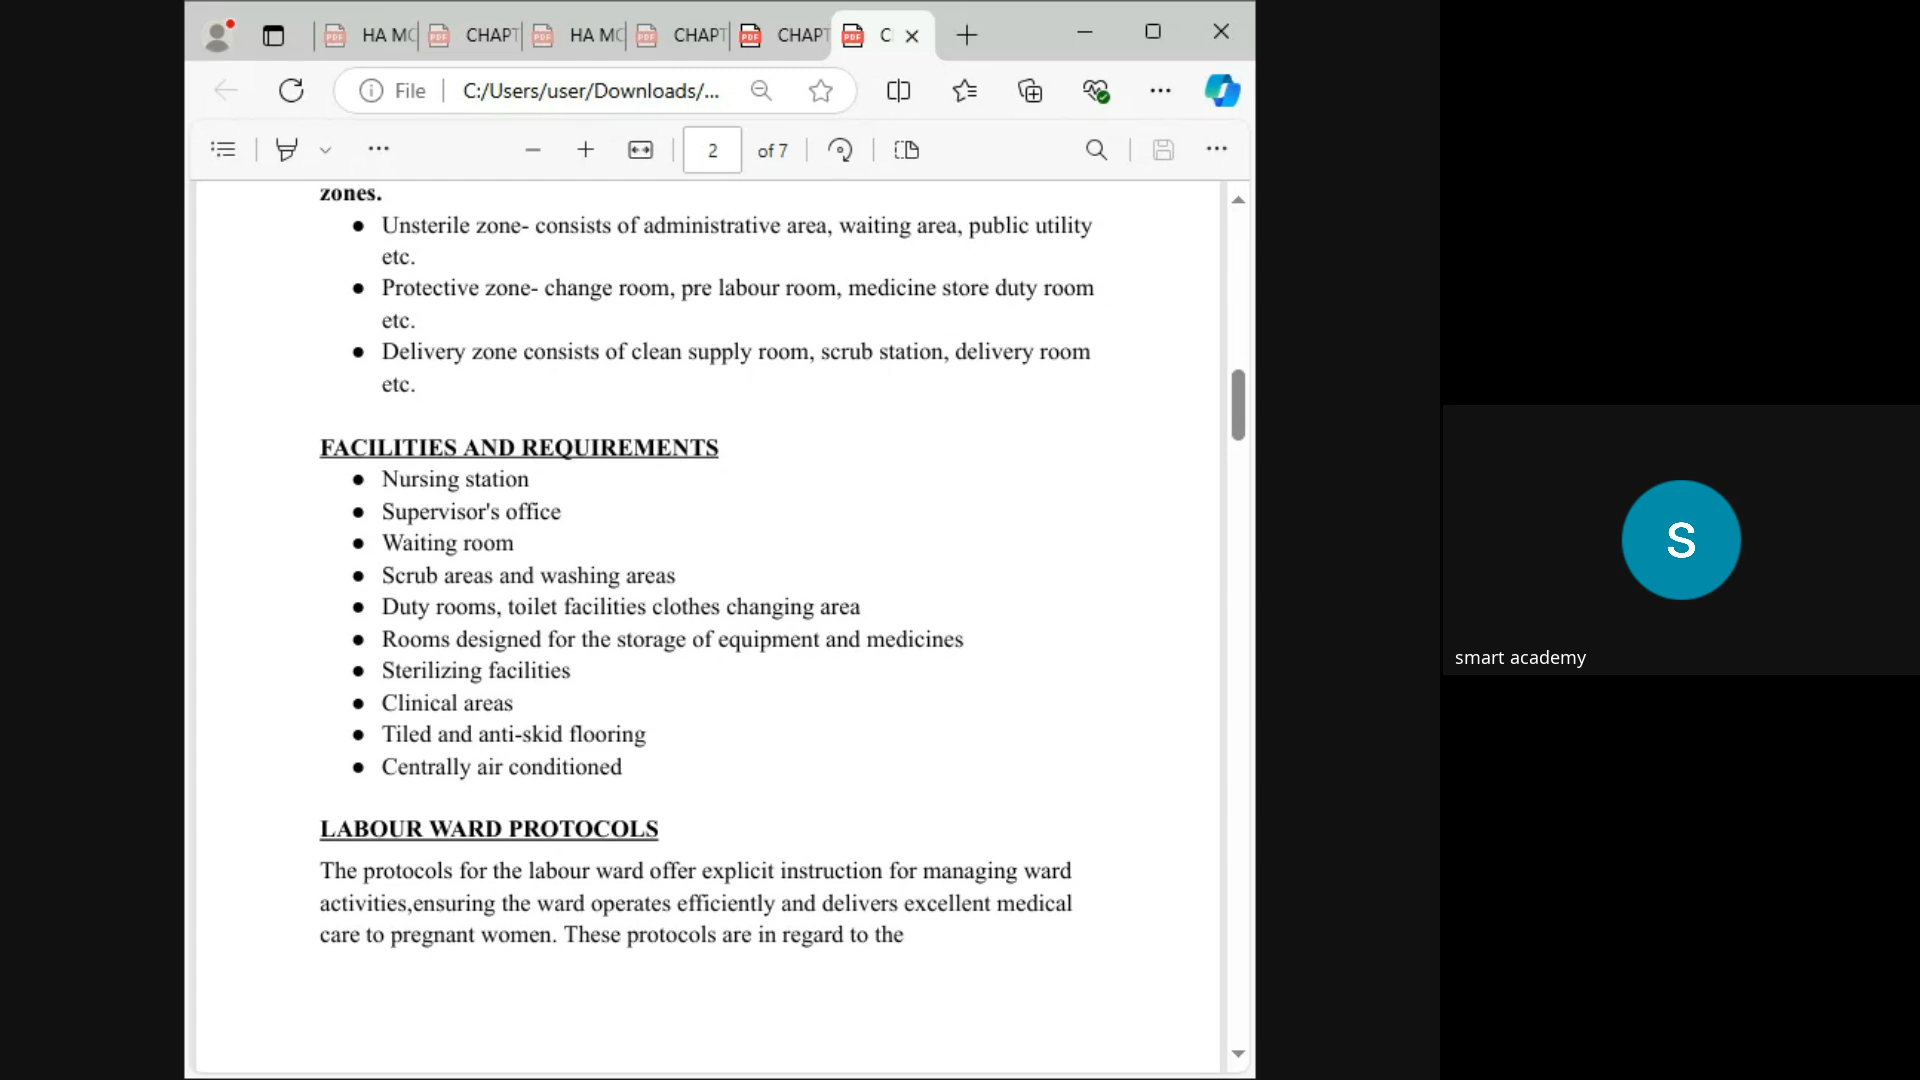 HA MC
CHAPT
HA MC
CHAPT
CHAPT
C
File
C:/Users/user/Downloads/...
2 of 7
zones.
● Unsterile zone- consists of administrative area, waiting area, public utility
etc.
● Protective zone- change room, pre labour room, medicine store duty room
etc.
● Delivery zone consists of clean supply room, scrub station, delivery room
etc.
FACILITIES AND REQUIREMENTS
● Nursing station
● Supervisor's office
● Waiting room
● Scrub areas and washing areas
● Duty rooms, toilet facilities clothes changing area
● Rooms designed for the storage of equipment and medicines
● Sterilizing facilities
● Clinical areas
● Tiled and anti-skid flooring
● Centrally air conditioned
LABOUR WARD PROTOCOLS
The protocols for the labour ward offer explicit instruction for managing ward
activities,ensuring the ward operates efficiently and delivers excellent medical
care to pregnant women. These protocols are in regard to the
S
smart academy